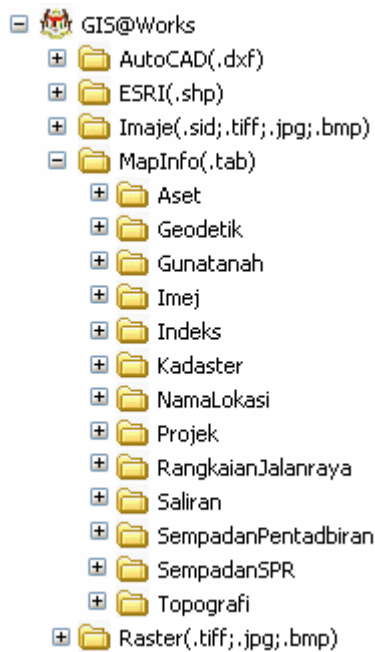 GIS@Works
AutoCAD(.dxf)
ESRI(.shp)
Imaje(.sid;.tiff;.jpg;.bmp)
MapInfo(.tab)
Aset
Geodetik
Gunatanah
Imej
Indeks
Kadaster
NamaLokasi
Projek
RangkaianJalanraya
Saliran
SempadanPentadbiran
SempadanSPR
Topografi
Raster(.tiff;.jpg;.bmp)